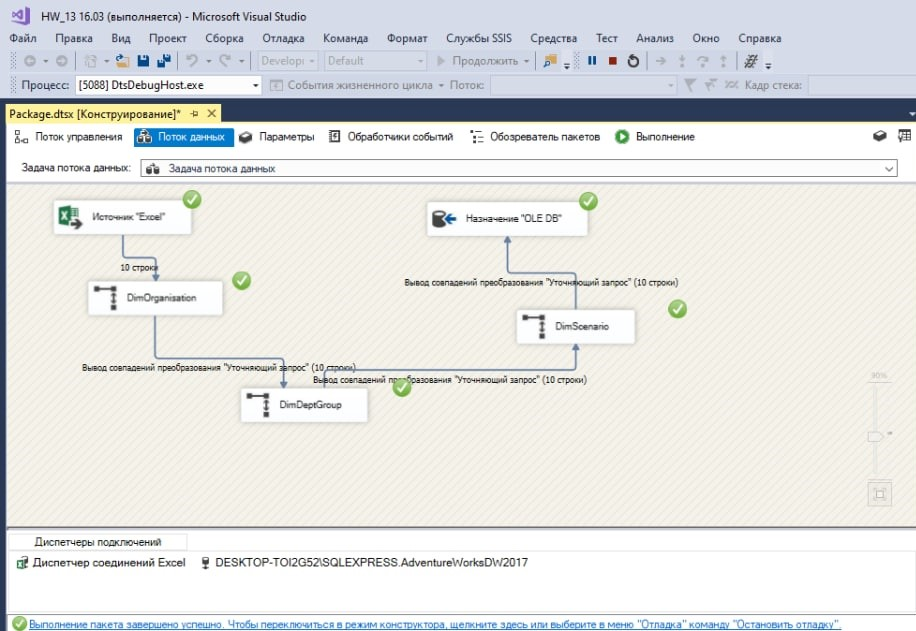 HW_13 16.03 (выполняется) - Microsoft Visual Studio
Файл Правка Вид Проект Сборка Отладка Команда Формат Службы SSIS Средства Тест Анализ Окно Справка
Develop Default Продолжить
Процесс: [5088] DtsDebugHost.exe События жизненного цикла Поток: Кадр стека:
Package.dtsx [Конструирование]*
Поток управления Поток данных Параметры Обработчики событий Обозреватель пакетов Выполнение
Задача потока данных: Задача потока данных
Источник "Excel"
Назначение "OLE DB"
10 строки
Вывод совпадений преобразования "Уточняющий запрос" (10 строки)
DimOrganisation
DimScenario
Вывод совпадений преобразования "Уточняющий запрос" (10 строки)
Вывод совпадений преобразования "Уточняющий запрос" (10 строки)
DimDeptGroup
90%
Диспетчеры подключений
Диспетчер соединений Excel DESKTOP-TOI2G52\SQLEXPRESS.AdventureWorksDW2017
Выполнение пакета завершено успешно. Чтобы переключиться в режим конструктора, щелкните здесь или выберите в меню "Отладка" команду "Остановить отладку".